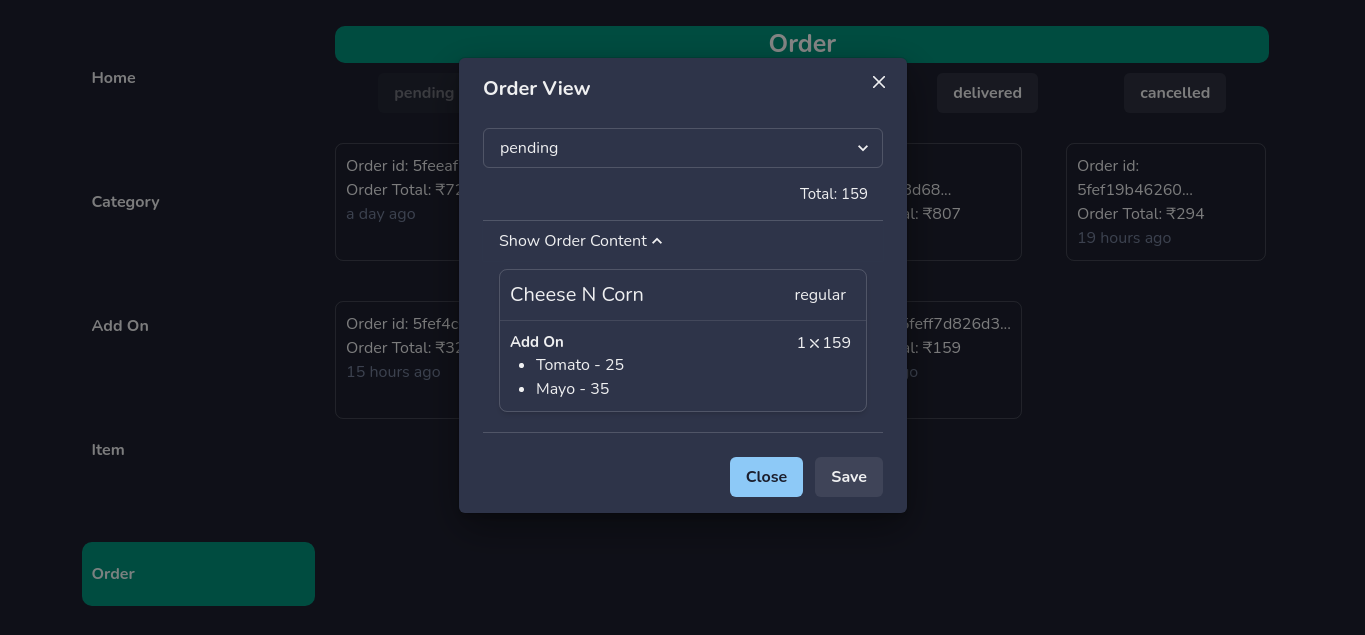 Order
Home
pending
delivered
cancelled
Order View
pending
Total: 159
Show Order Content
Cheese N Corn
regular
Add On
1 × 159
Tomato - 25
Mayo - 35
Close
Save
Order id: 5feeaf
Order Total: ₹72
a day ago
3d68...
₹807
Order id:
5fef19b46260...
Order Total: ₹294
19 hours ago
Category
Add On
Order id: 5fef4c
Order Total: ₹32
15 hours ago
5feff7d826d3...
₹159
Item
Order